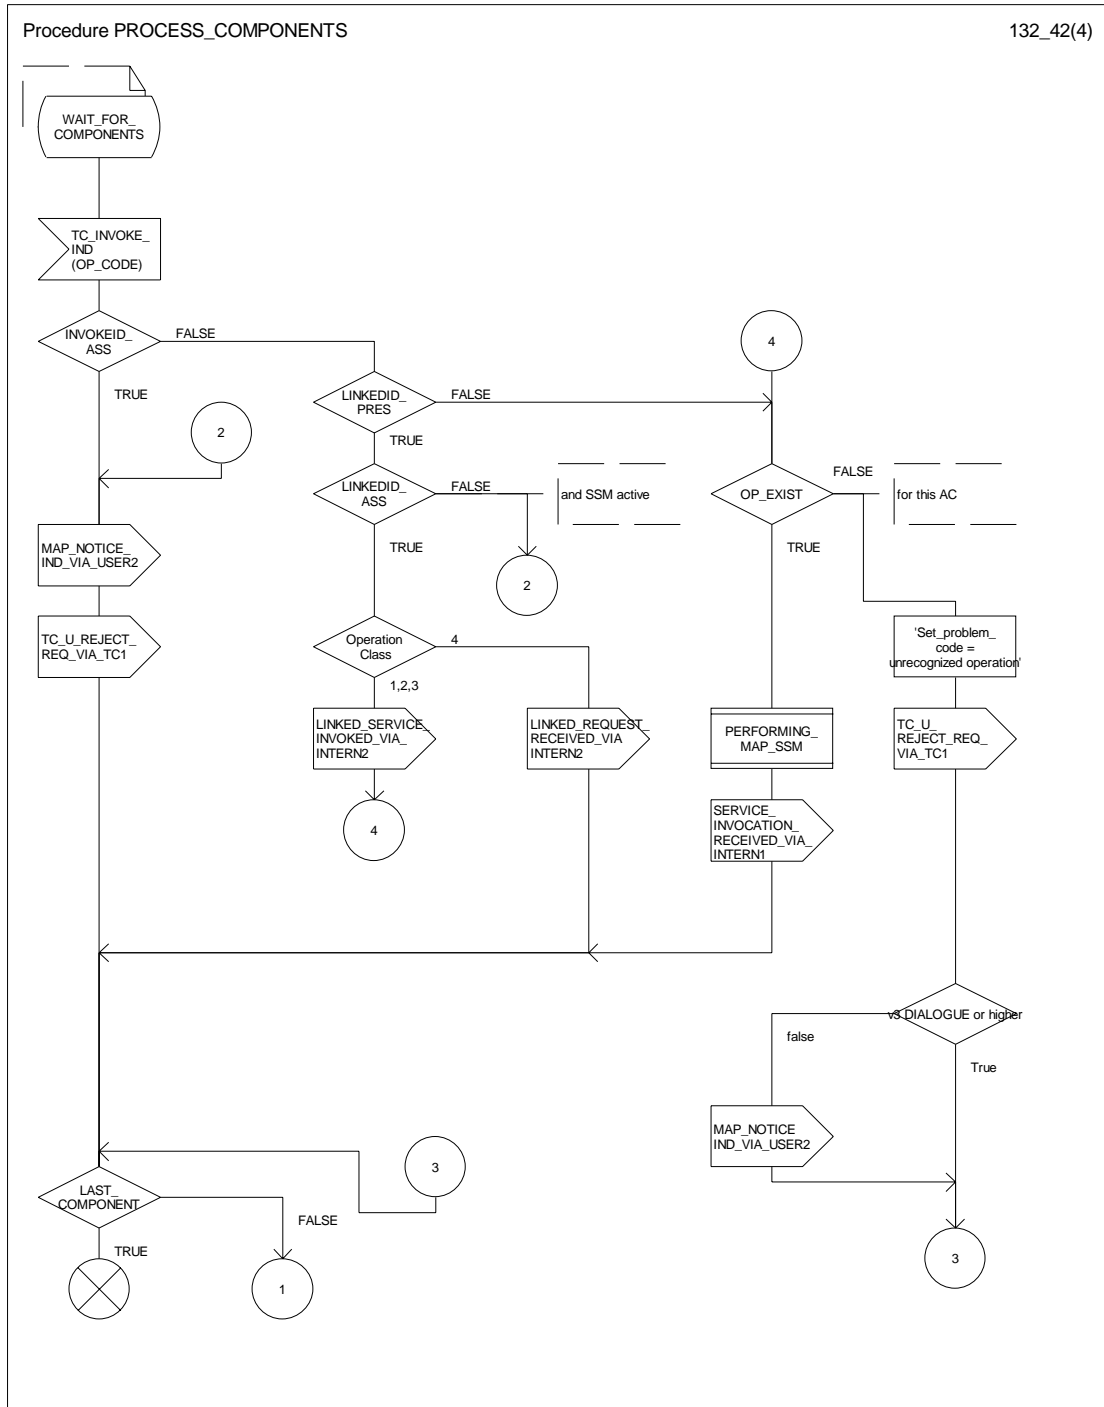 Procedure PROCESS_COMPONENTS
132_42(4)
WAIT_FOR_
COMPONENTS
TC_INVOKE_
IND
(OP_CODE)
INVOKEID_
ASS
FALSE
TRUE
4
LINKEDID_
PRES
FALSE
TRUE
2
LINKEDID_
ASS
FALSE
TRUE
and SSM active
OP_EXIST
FALSE
TRUE
for this AC
MAP_NOTICE_
IND_VIA_USER2
2
TC_U_REJECT_
REQ_VIA_TC1
Operation
Class
4
1,2,3
'Set_problem_
code =
unrecognized operation'
LINKED_SERVICE_
INVOKED_VIA_
INTERN2
LINKED_REQUEST_
RECEIVED_VIA
INTERN2
PERFORMING_
MAP_SSM
TC_U_
REJECT_REQ_
VIA_TC1
4
SERVICE_
INVOCATION_
RECEIVED_VIA_
INTERN1
v3 DIALOGUE or higher
false
True
MAP_NOTICE
IND_VIA_USER2
3
LAST_
COMPONENT
FALSE
TRUE
1
3